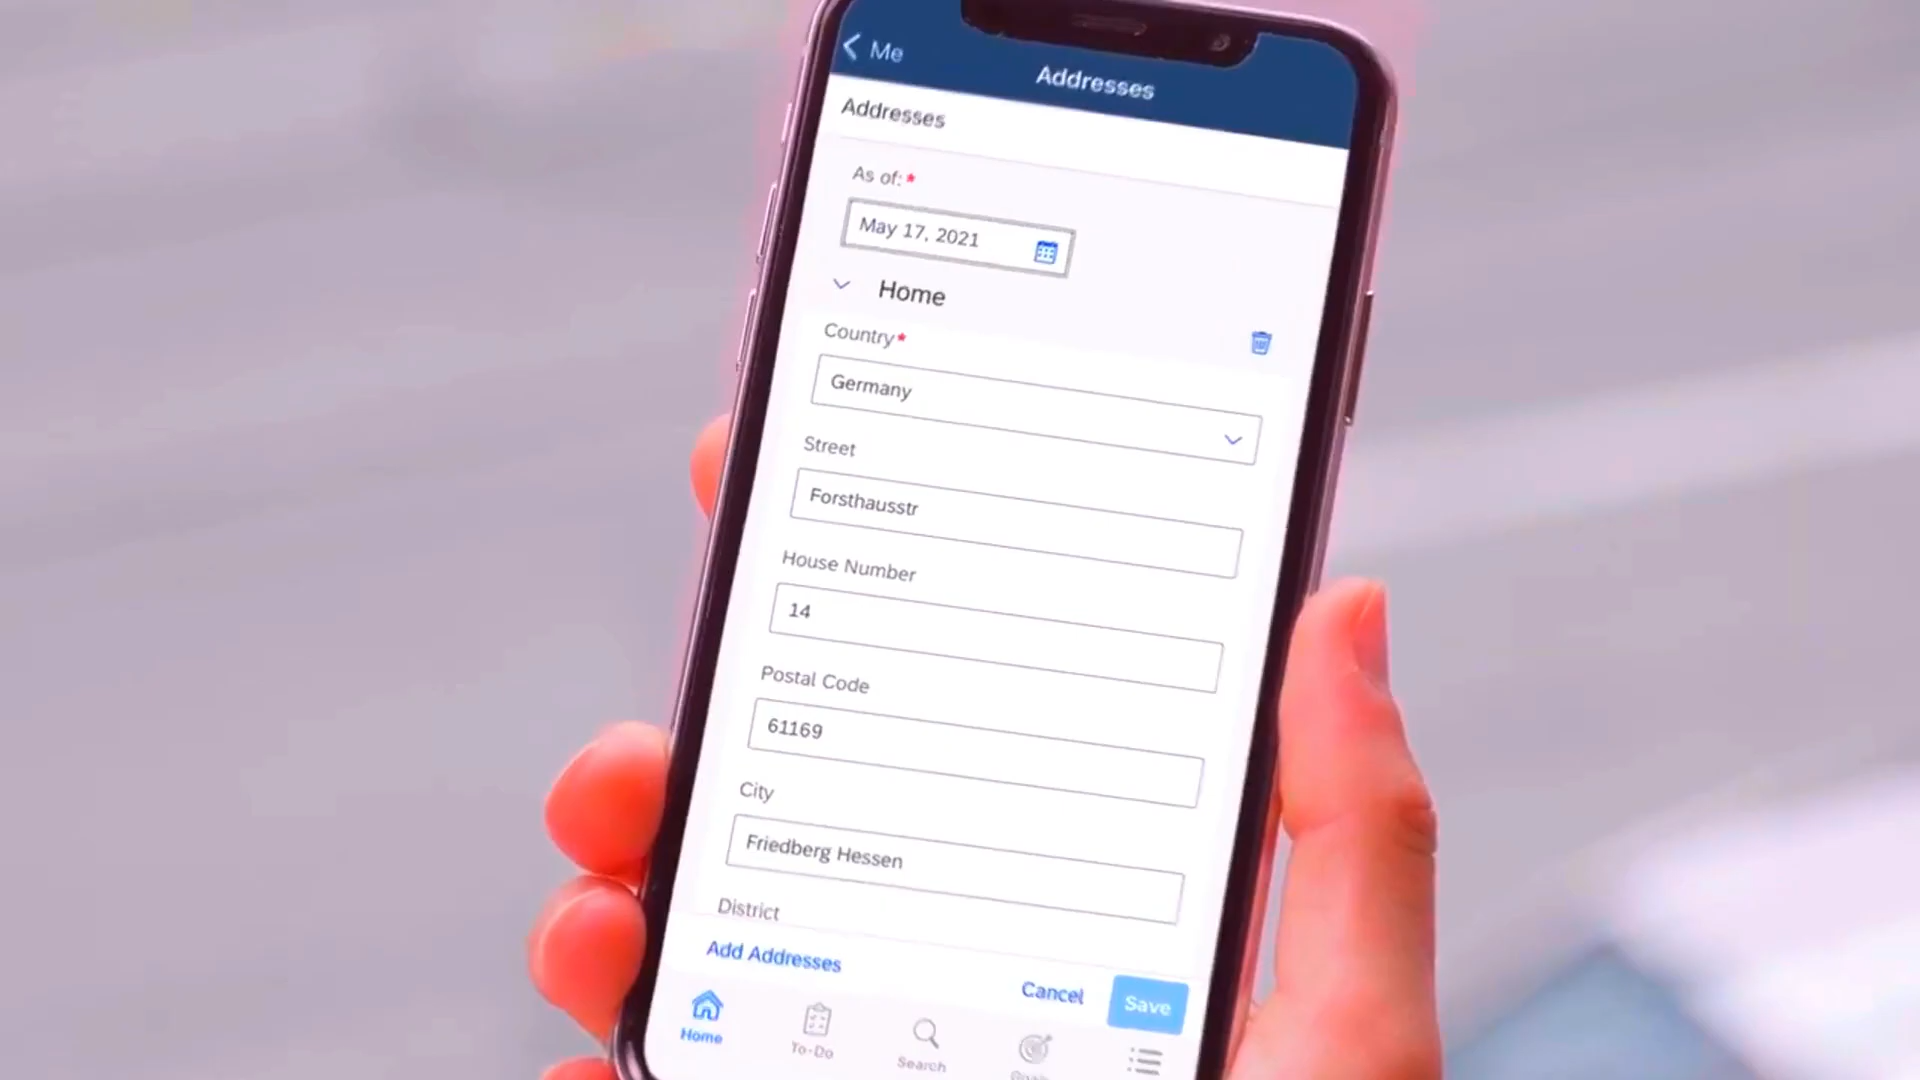 Me
Addresses
Addresses
As of:*
May 17, 2021
Home
Country*
Germany
Street
Forsthausstr
House Number
14
Postal Code
61169
City
Friedberg Hessen
District
Add Addresses
Cancel
Save
Home
To-Do
Search